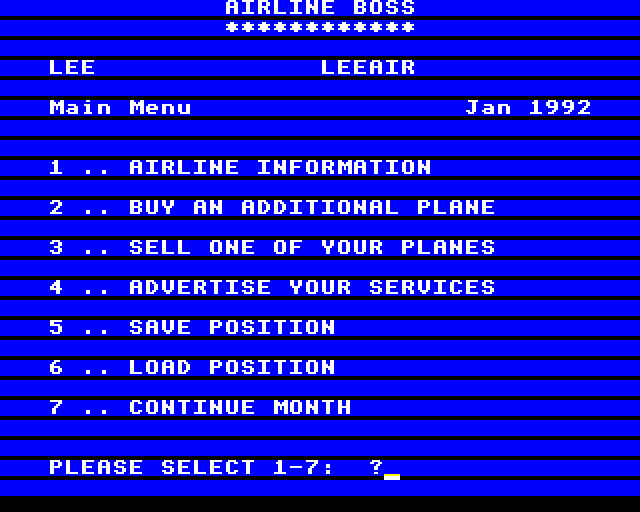 AIRLINE BOSS
************
LEE LEEAIR
Main Menu Jan 1992
1 .. AIRLINE INFORMATION
2 .. BUY AN ADDITIONAL PLANE
3 .. SELL ONE OF YOUR PLANES
4 .. ADVERTISE YOUR SERVICES
5 .. SAVE POSITION
6 .. LOAD POSITION
7 .. CONTINUE MONTH
PLEASE SELECT 1-7: ?_